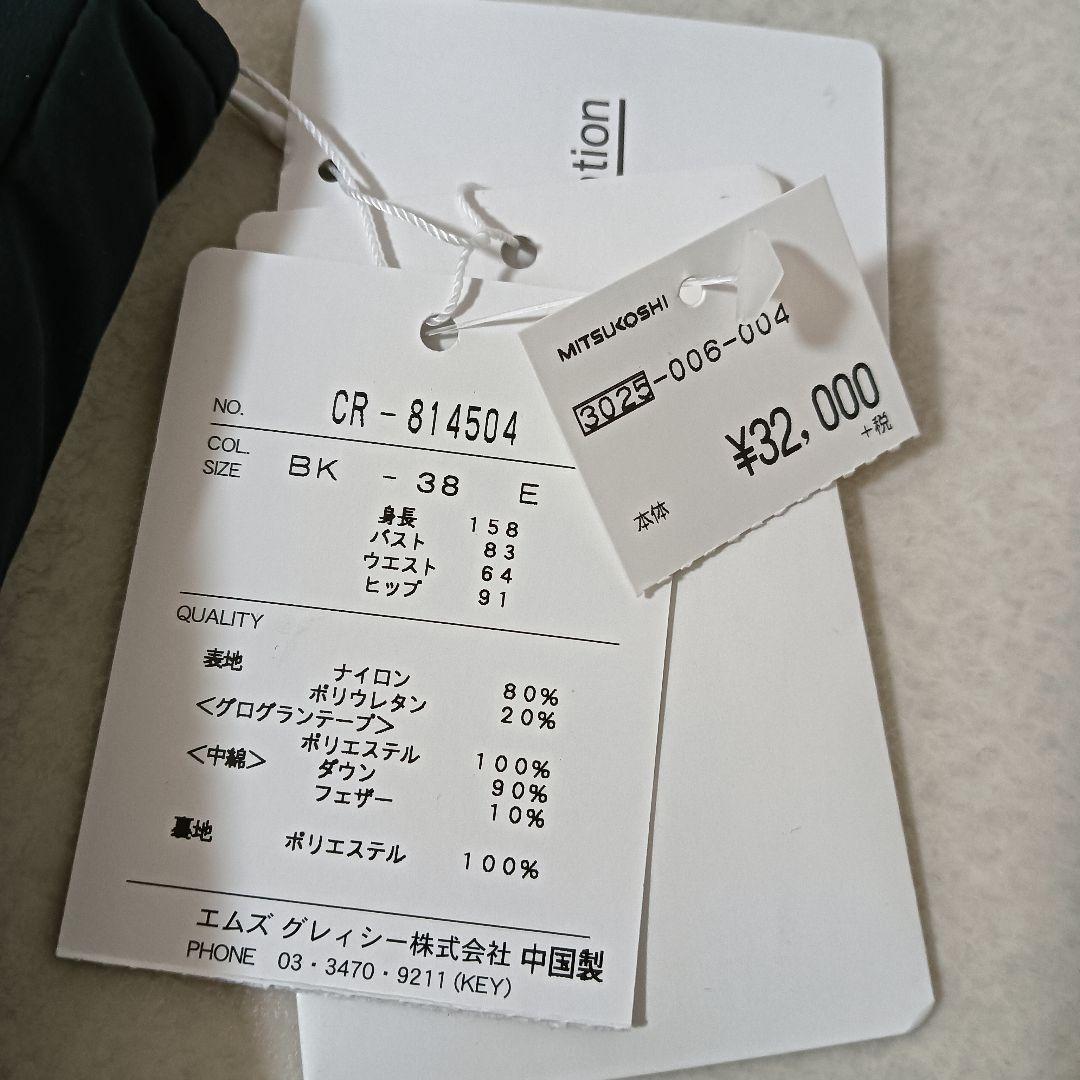 tion
MITSUKOSHI
3025-006-004
¥32,000
+税
本体
NO. CR-814504
COL. SIZE BK -38 E
身長 158
バスト 83
ウエスト 64
ヒップ 91
QUALITY
表地 ナイロン 80%
ポリウレタン 20%
<グログランテープ>
ポリエステル 100%
<中綿> ダウン 90%
フェザー 10%
裏地 ポリエステル 100%
エムズ グレィシー株式会社 中国製
PHONE 03・3470・9211(KEY)